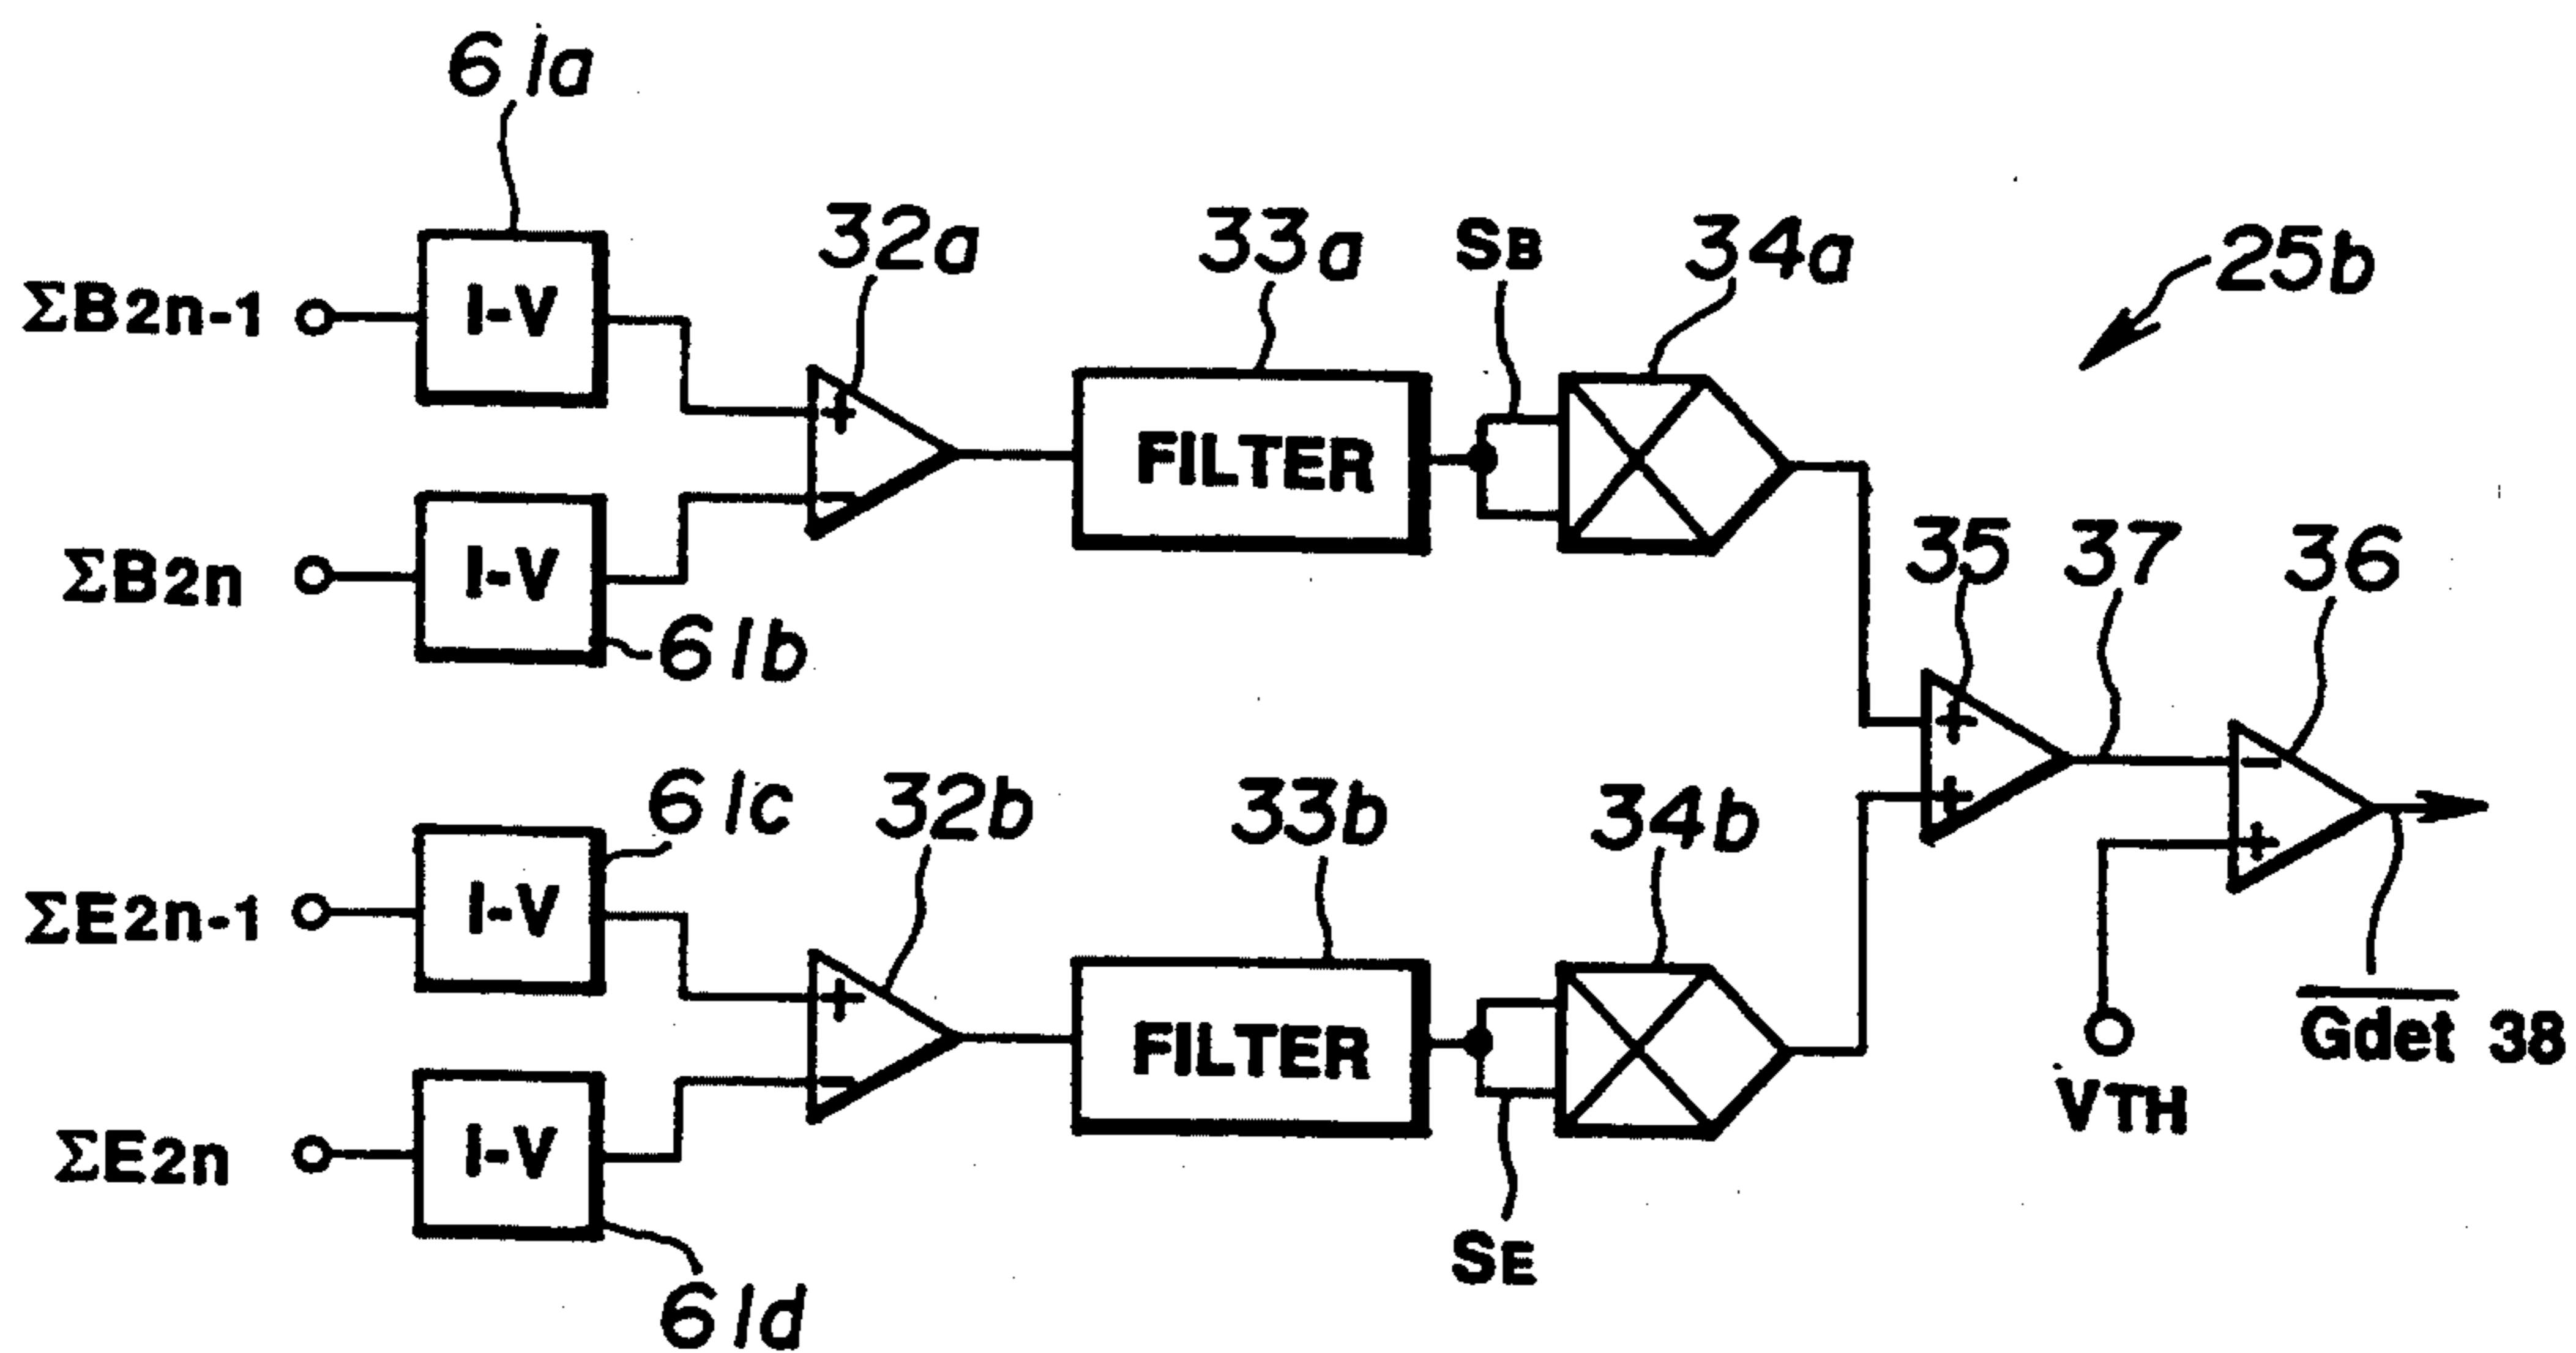 61a
32a
33a
SB
34a
25b
ΣB2n-1
I-V
+
FILTER
ΣB2n
I-V
−
61b
35
37
36
+
−
61c
32b
33b
34b
+
+
ΣE2n-1
I-V
+
FILTER
Gdet 38
VTH
ΣE2n
I-V
−
SE
61d